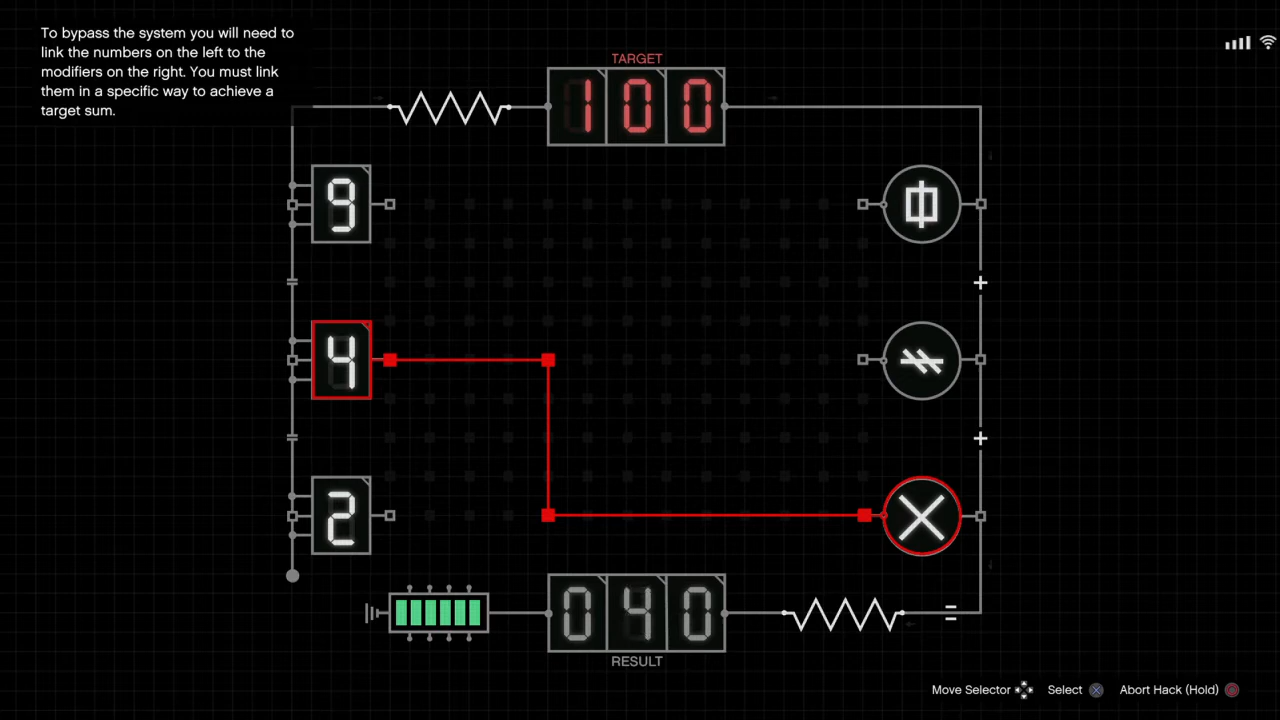 To bypass the system you will need to
link the numbers on the left to the
modifiers on the right. You must link
them in a specific way to achieve a
target sum.
TARGET
100
9
中
4
2
040
RESULT
Move Selector
Select
Abort Hack (Hold)